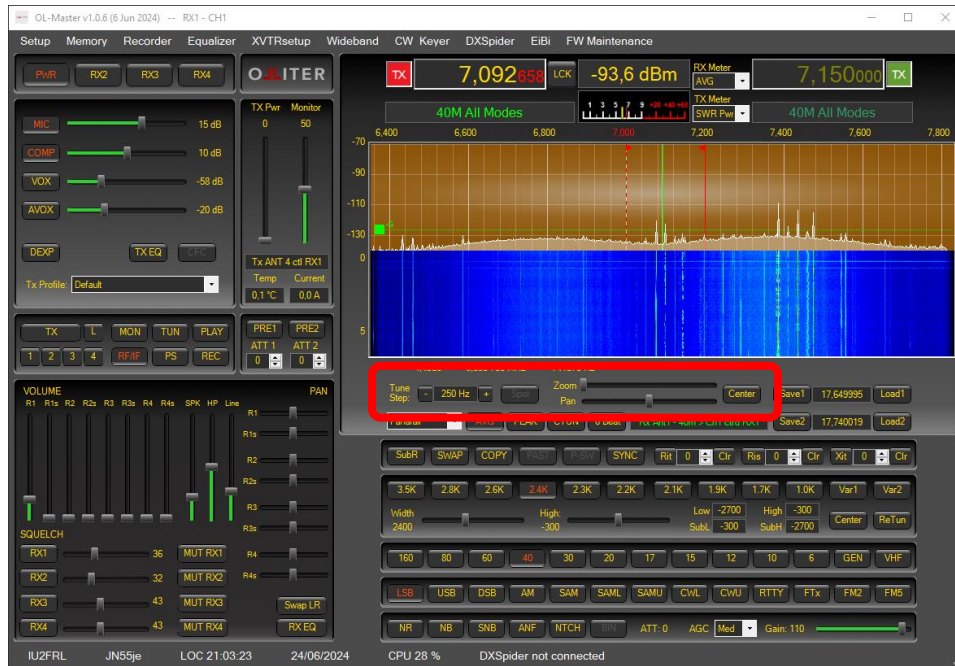 OL-Master v1.0.6 (6 Jun 2024) -- RX1 - CH1
Setup Memory Recorder Equalizer XVTRsetup Wideband CW Keyer DXSpider EiBi FW Maintenance
PWR RX2 RX3 RX4
OLLITER
TX 7,092658 LCK -93,6 dBm RX Meter AVG 7,150000 TX
40M All Modes 1 3 5 7 9 +20 +40 +60 TX Meter SWR Pwr 40M All Modes
TX Pwr Monitor
0 50
MIC 15 dB
COMP 10 dB
VOX -58 dB
AVOX -20 dB
DEXP TX EQ CFC
Tx Profile: Default
Tx ANT 4 ctl RX1
Temp Current
0,1 °C 0,0 A
6,400 6,600 6,800 7,000 7,200 7,400 7,600 7,800
-70
-90
-110
-130
0
5
TX L MON TUN PLAY
1 2 3 4 RF/IF PS REC
PRE1 PRE2
ATT 1 ATT 2
0 0
Tune Step: - 250 Hz + Spot Zoom Pan Center Save1 17,649995 Load1
AVG PEAK CTUN 0 Beat Save2 17,740019 Load2
VOLUME PAN
R1 R1s R2 R2s R3 R3s R4 R4s SPK HP Line
R1
R1s
R2
R2s
R3
R3s
R4
R4s
SQUELCH
RX1 36 MUT RX1
RX2 32 MUT RX2
RX3 43 MUT RX3
RX4 43 MUT RX4
Swap LR
RX EQ
SubR SWAP COPY PAST P-SW SYNC Rit 0 Clr Ris 0 Clr Xit 0 Clr
3.5K 2.8K 2.6K 2.4K 2.3K 2.2K 2.1K 1.9K 1.7K 1.0K Var1 Var2
Width 2400 High: -300 Low -2700 High -300 Center ReTun
SubL -300 SubH -2700
160 80 60 40 30 20 17 15 12 10 6 GEN VHF
LSB USB DSB AM SAM SAML SAMU CWL CWU RTTY FTx FM2 FM5
NR NB SNB ANF NTCH BIN ATT: 0 AGC Med Gain: 110
IU2FRL JN55je LOC 21:03:23 24/06/2024 CPU 28 % DXSpider not connected